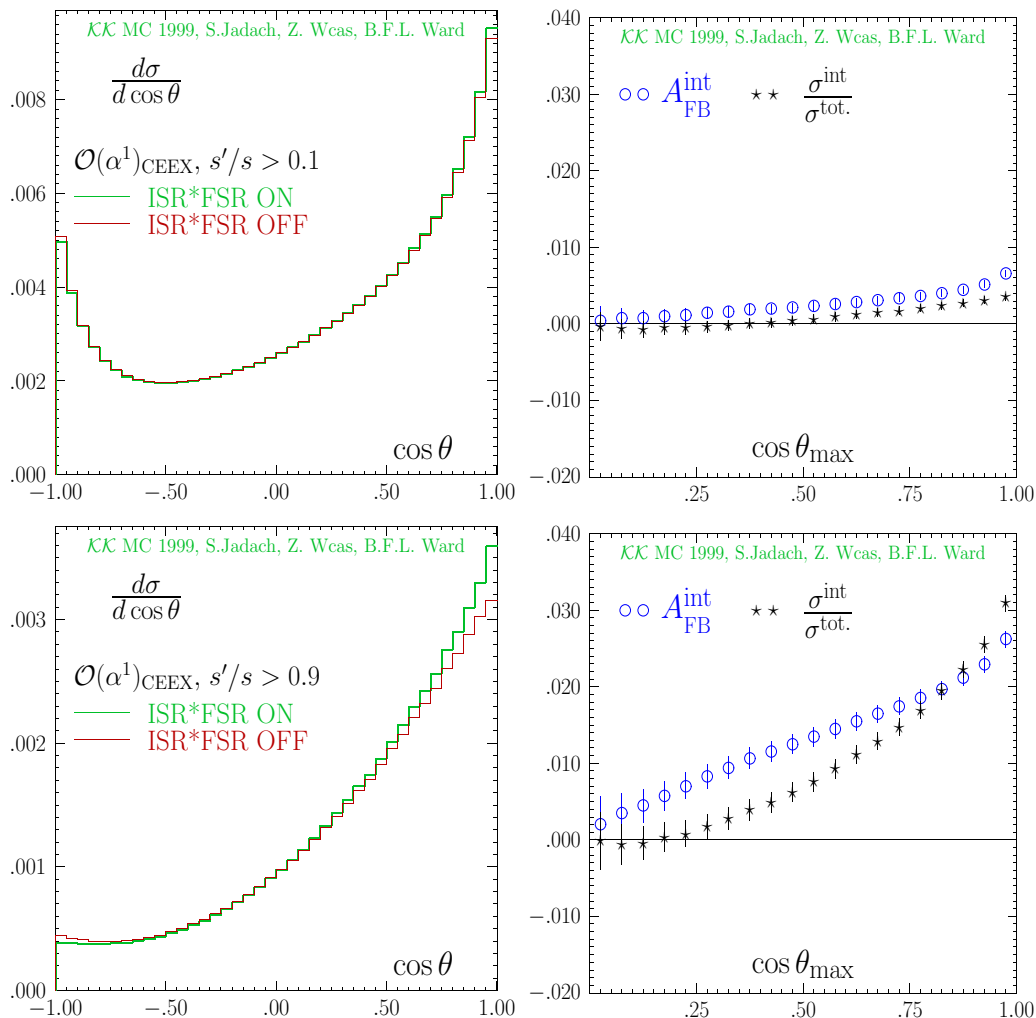 KK MC 1999, S.Jadach, Z. Wcas, B.F.L. Ward
dσ
d cos θ
O(α¹)CEEX, s′/s > 0.1
ISR*FSR ON
ISR*FSR OFF
cos θ
.008
.006
.004
.002
.000
−1.00
−.50
.00
.50
1.00
KK MC 1999, S.Jadach, Z. Wcas, B.F.L. Ward
A int FB
σ int
σ tot.
cos θmax
.040
.030
.020
.010
.000
−.010
−.020
.25
.50
.75
1.00
KK MC 1999, S.Jadach, Z. Wcas, B.F.L. Ward
dσ
d cos θ
O(α¹)CEEX, s′/s > 0.9
ISR*FSR ON
ISR*FSR OFF
cos θ
.003
.002
.001
.000
−1.00
−.50
.00
.50
1.00
KK MC 1999, S.Jadach, Z. Wcas, B.F.L. Ward
A int FB
σ int
σ tot.
cos θmax
.040
.030
.020
.010
.000
−.010
−.020
.25
.50
.75
1.00